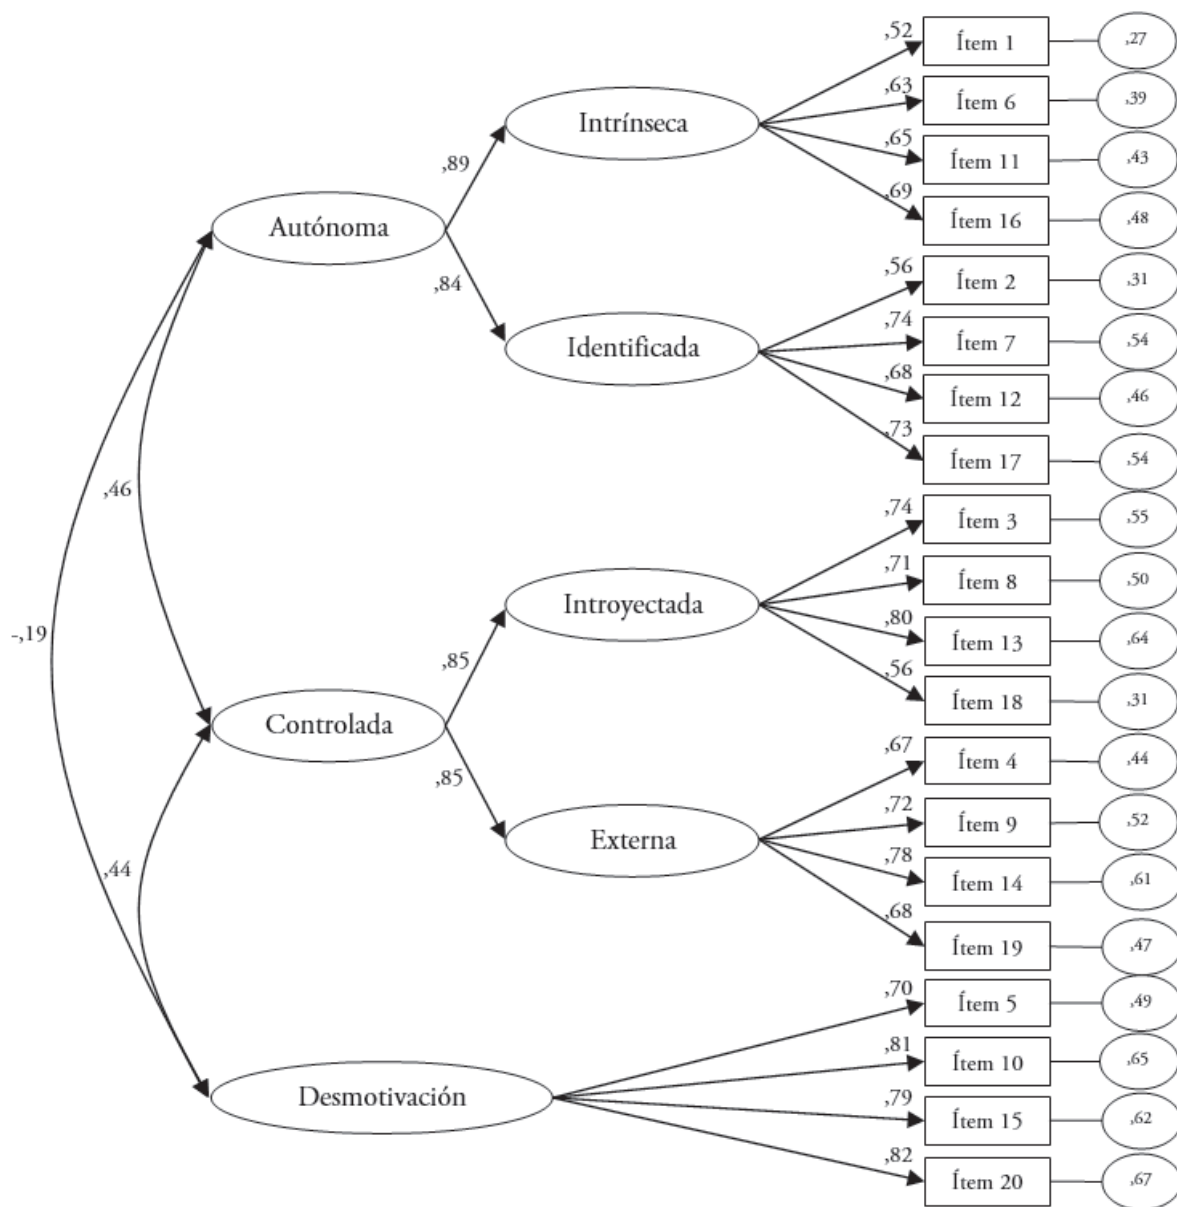 ,52 Ítem 1 ,27
,63 Ítem 6 ,39
Intrínseca
,65 Ítem 11 ,43
,89
,69 Ítem 16 ,48
Autónoma
,84
,56 Ítem 2 ,31
,74 Ítem 7 ,54
Identificada
,68 Ítem 12 ,46
,73 Ítem 17 ,54
,46
,74 Ítem 3 ,55
,71 Ítem 8 ,50
Introyectada
,80 Ítem 13 ,64
-,19
,85
,56 Ítem 18 ,31
Controlada
,67 Ítem 4 ,44
,85
,72 Ítem 9 ,52
Externa
,78 Ítem 14 ,61
,44
,68 Ítem 19 ,47
,70 Ítem 5 ,49
,81 Ítem 10 ,65
Desmotivación
,79 Ítem 15 ,62
,82 Ítem 20 ,67